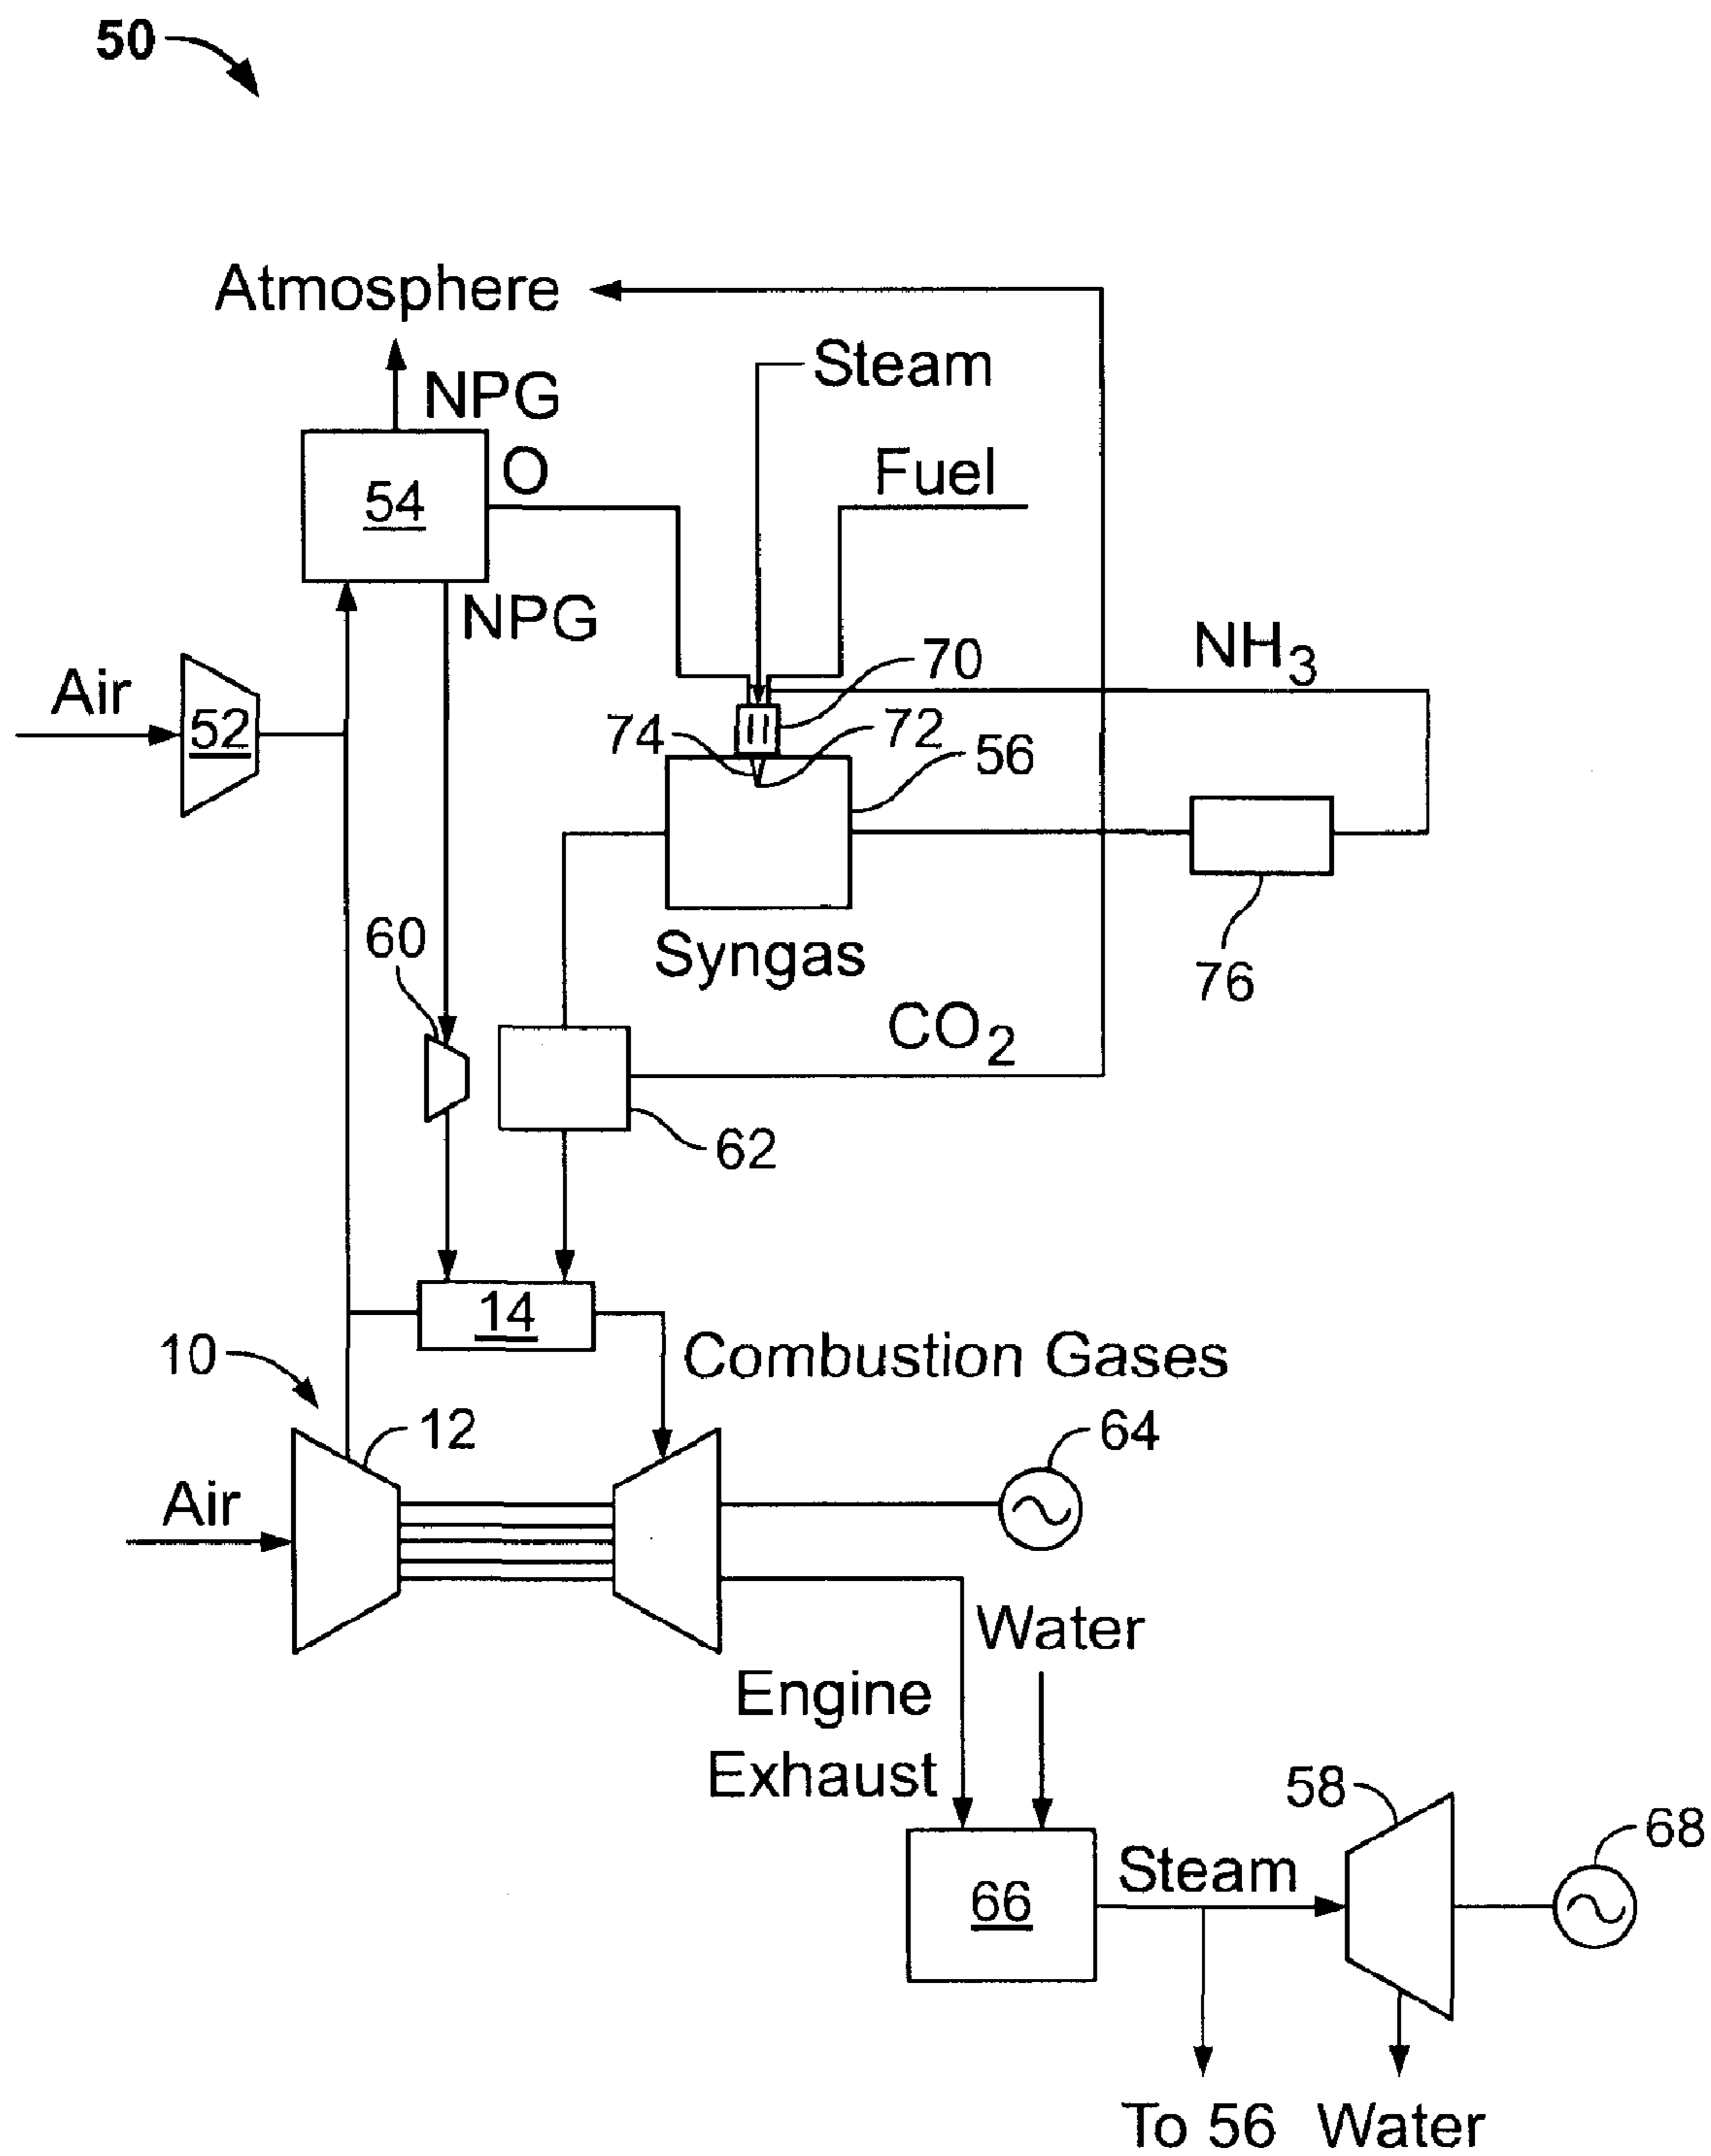 50
Atmosphere
Steam
NPG
O
Fuel
54
NPG
NH3
70
Air
52
74
72
56
60
Syngas
76
CO2
62
14
10
Combustion Gases
12
64
Air
Water
Engine
Exhaust
58
68
Steam
66
To 56
Water